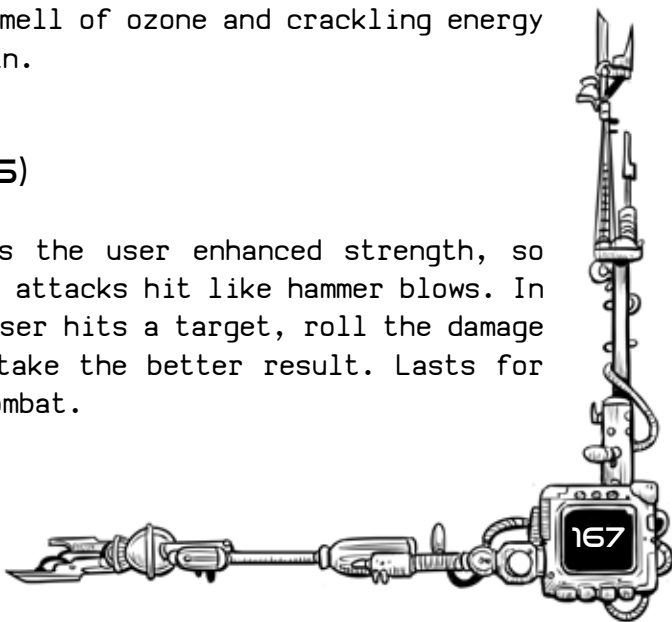 mell of ozone and crackling energy
n.
5)
s the user enhanced strength, so
attacks hit like hammer blows. In
ser hits a target, roll the damage
take the better result. Lasts for
ombat.
167